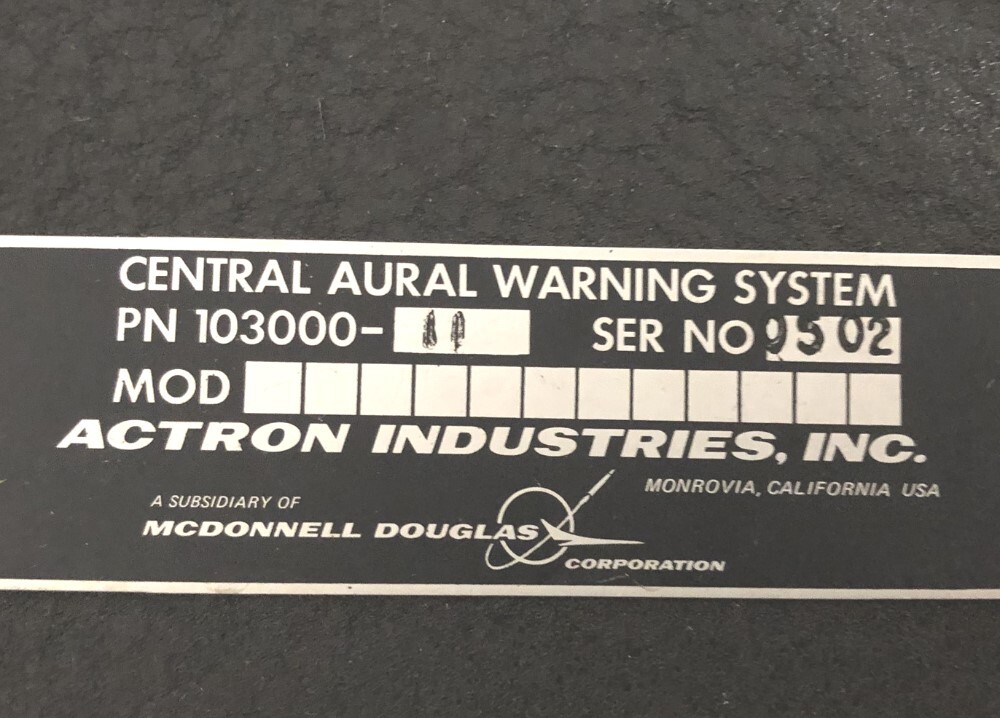 CENTRAL AURAL WARNING SYSTEM
PN 103000-11 SER NO 9502
MOD
ACTRON INDUSTRIES, INC.
MONROVIA, CALIFORNIA USA
A SUBSIDIARY OF
MCDONNELL DOUGLAS
CORPORATION